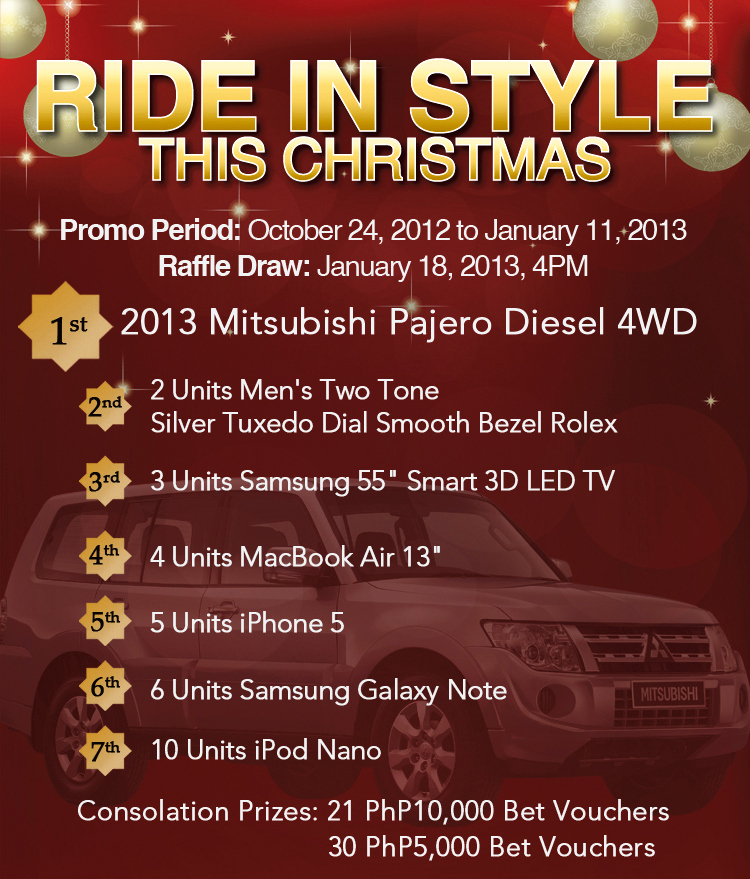 RIDE IN STYLE
THIS CHRISTMAS
Promo Period: October 24, 2012 to January 11, 2013
Raffle Draw: January 18, 2013, 4PM
1st 2013 Mitsubishi Pajero Diesel 4WD
2nd 2 Units Men's Two Tone
Silver Tuxedo Dial Smooth Bezel Rolex
3rd 3 Units Samsung 55" Smart 3D LED TV
4th 4 Units MacBook Air 13"
5th 5 Units iPhone 5
MITSUBISHI
6th 6 Units Samsung Galaxy Note
7th 10 Units iPod Nano
Consolation Prizes: 21 PhP10,000 Bet Vouchers
30 PhP5,000 Bet Vouchers